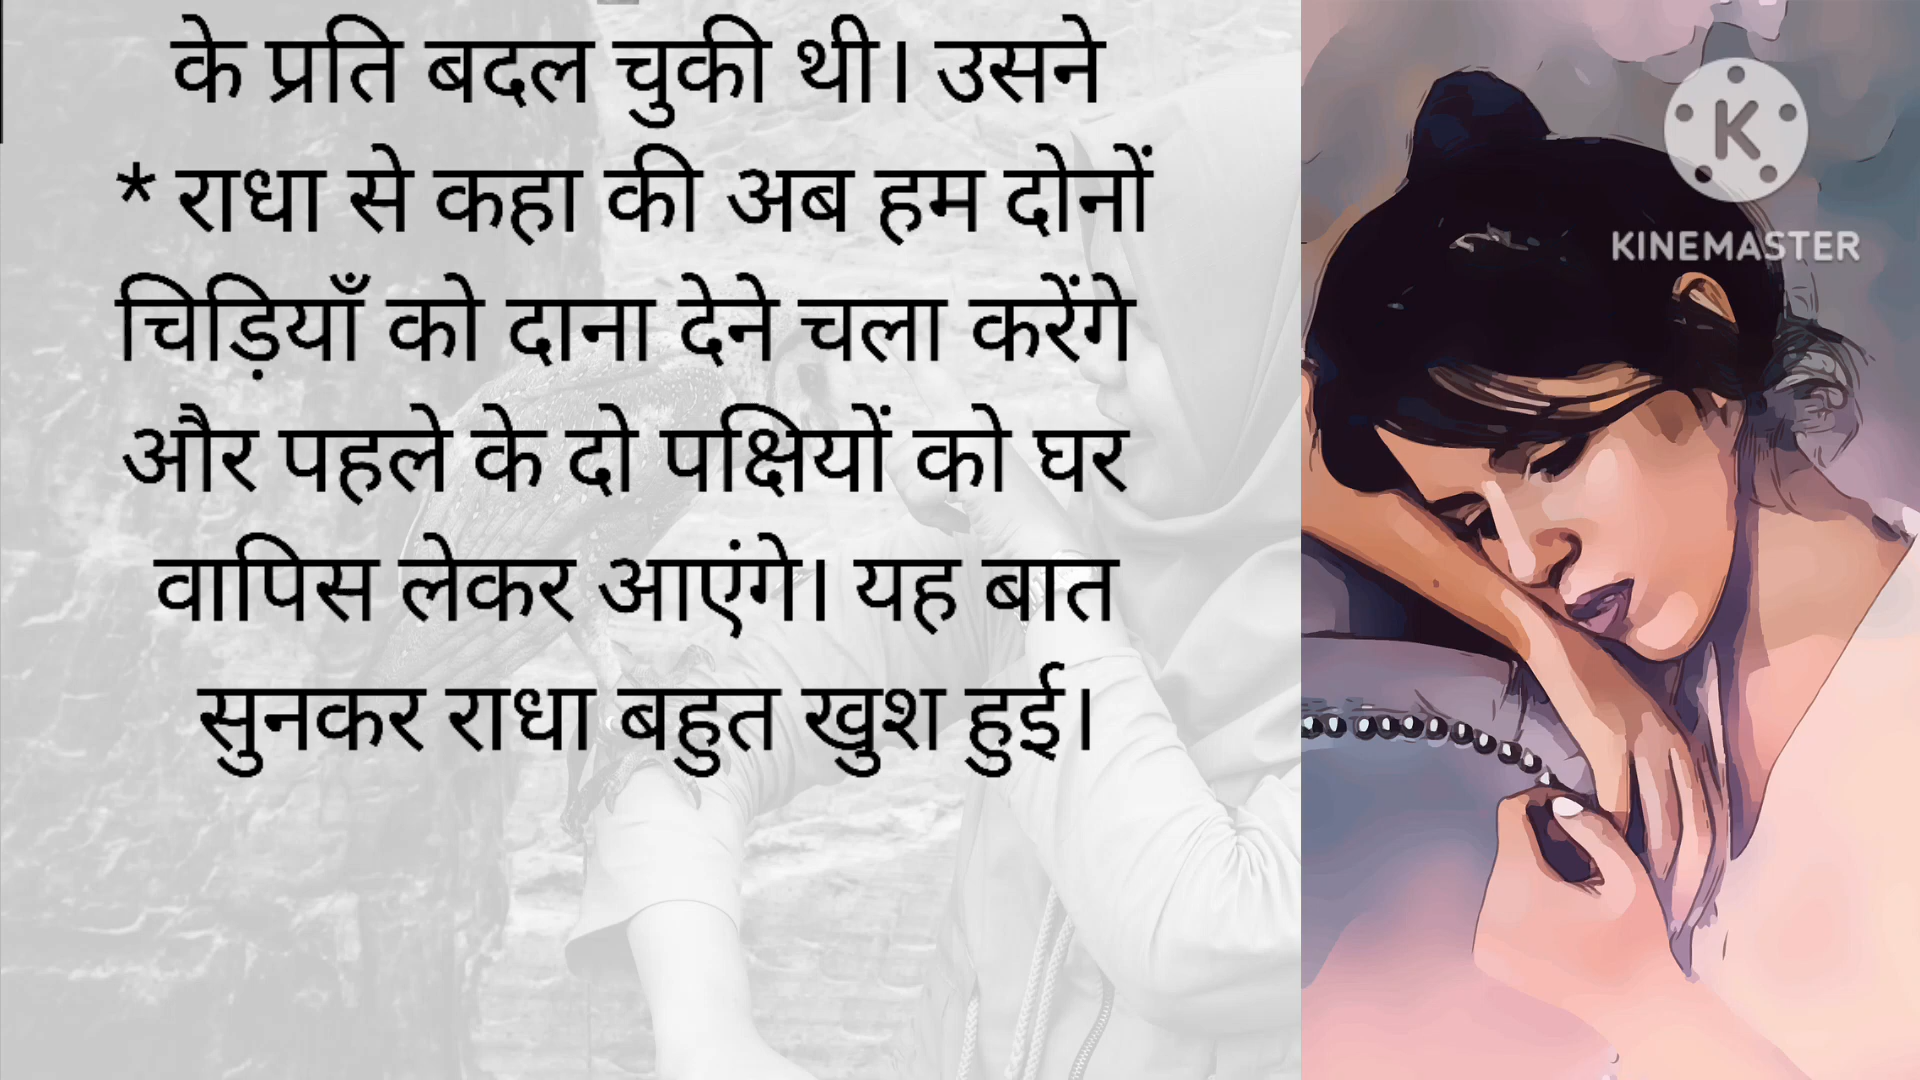 के प्रति बदल चुकी थी। उसने
* राधा से कहा की अब हम दोनों
चिड़ियाँ को दाना देने चला करेंगे
और पहले के दो पक्षियों को घर
वापिस लेकर आएंगे। यह बात
सुनकर राधा बहुत खुश हुई।
K
KINEMASTER